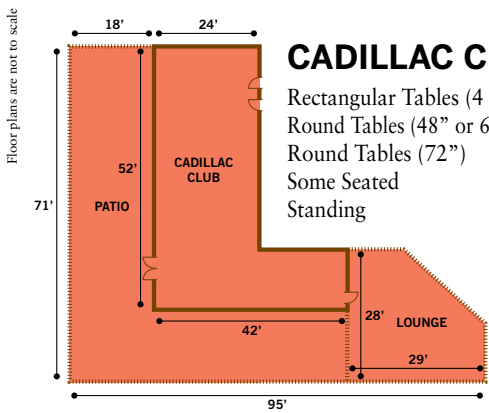 Floor plans are not to scale
18'
24'
CADILLAC C
Rectangular Tables (4
Round Tables (48” or 6
Round Tables (72”)
Some Seated
Standing
52'
CADILLAC
CLUB
71'
PATIO
28'
LOUNGE
42'
29'
95'